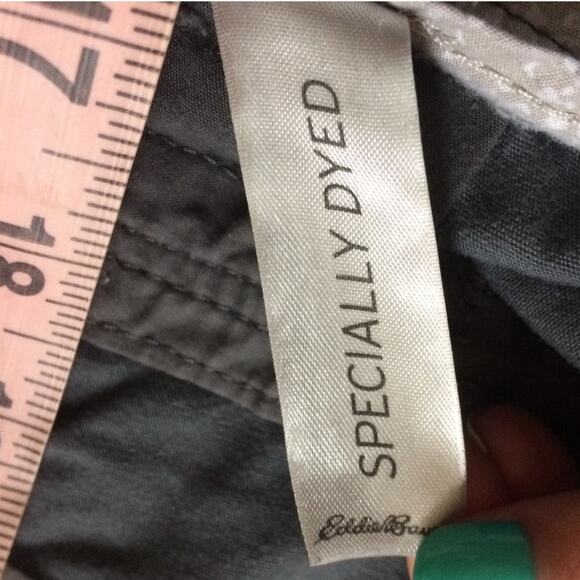 17
18
SPECIALLY DYED
Eddie Bau